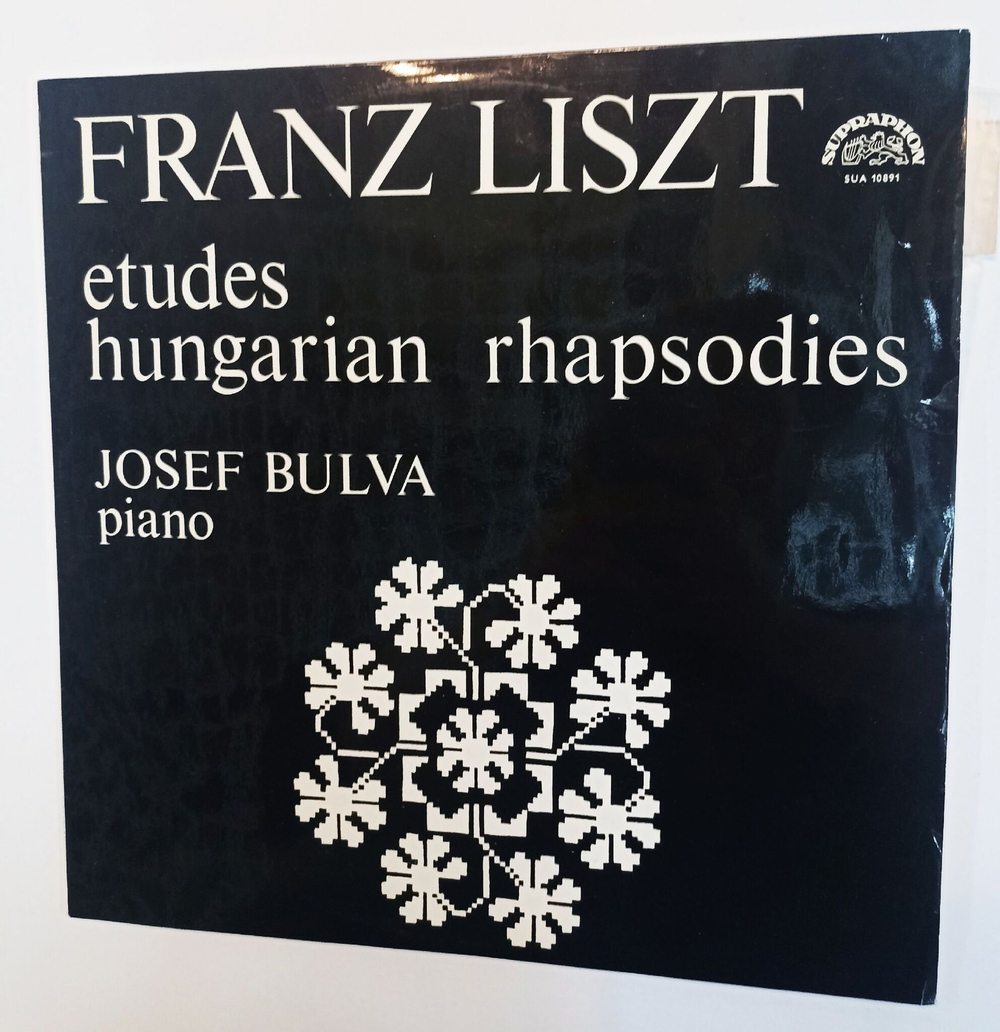 FRANZ LISZT
SUPRAPHON
SUA 10891
etudes
hungarian rhapsodies
JOSEF BULVA
piano